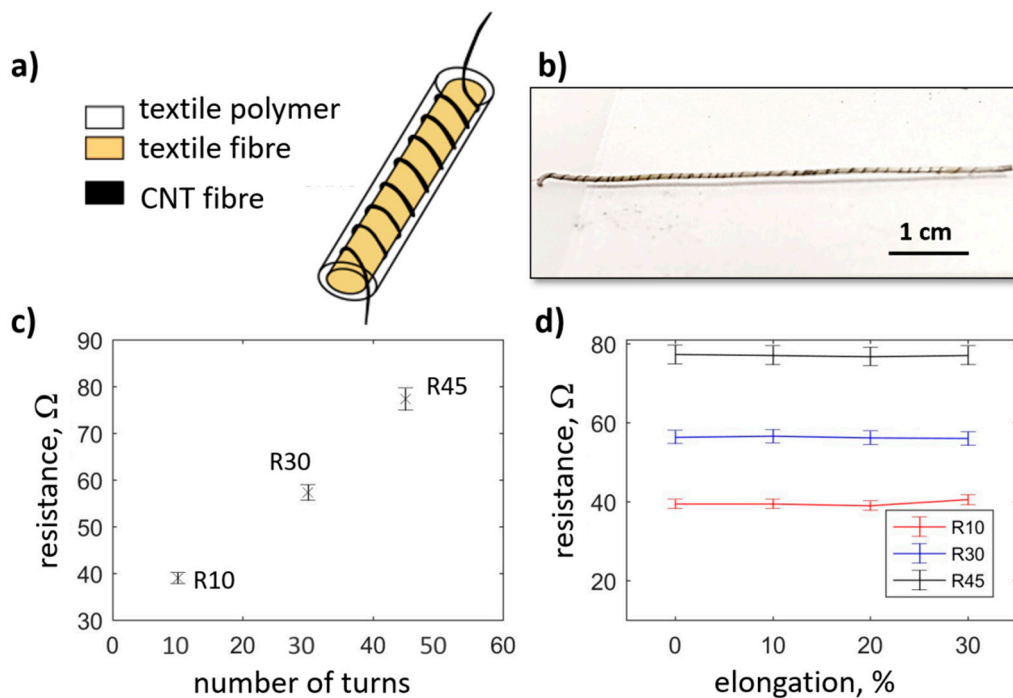 a)
textile polymer
textile fibre
CNT fibre
b)
1 cm
c)
90
80
70
60
50
40
30
0 10 20 30 40 50 60
resistance, Ω
number of turns
R10
R30
R45
d)
80
60
40
20
0 10 20 30
resistance, Ω
elongation, %
R10
R30
R45